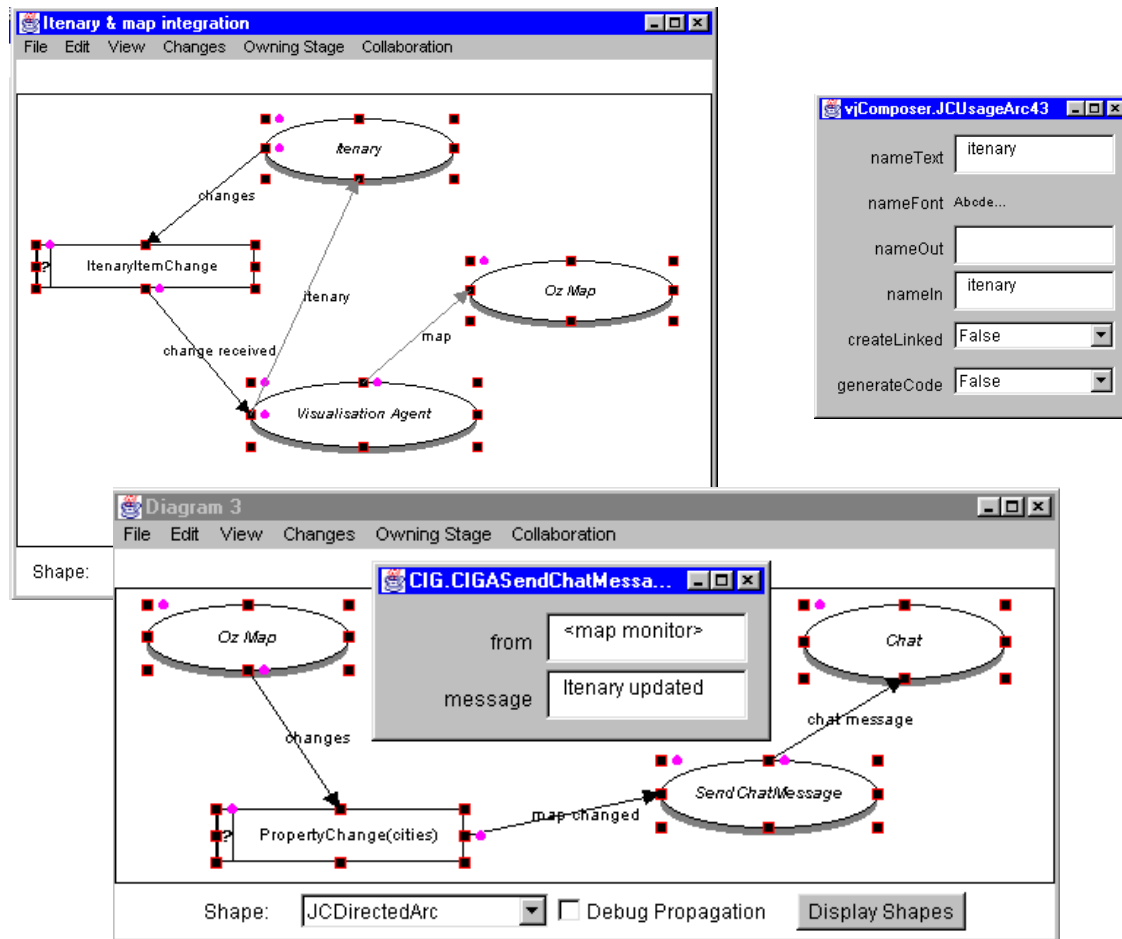 Itenary & map integration
File Edit View Changes Owning Stage Collaboration
Itenary
changes
? ItenaryItemChange
itenary
Oz Map
map
change received
Visualisation Agent
Shape:
vjComposer.JCUsageArc43
nameText itenary
nameFont Abcde...
nameOut
nameIn itenary
createLinked False
generateCode False
Diagram 3
File Edit View Changes Owning Stage Collaboration
CIG.CIGASendChatMessa...
from <map monitor>
message Itenary updated
Oz Map
Chat
changes
chat message
SendChatMessage
map changed
? PropertyChange(cities)
Shape: JCDirectedArc Debug Propagation Display Shapes